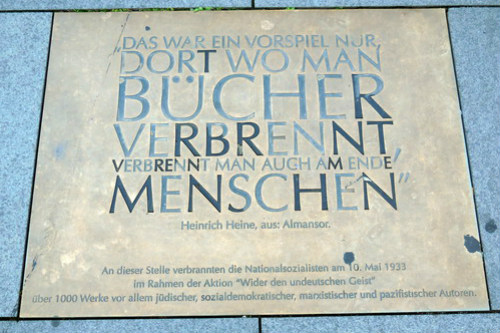 „DAS WAR EIN VORSPIEL NUR,
DORT WO MAN
BÜCHER
VERBRENNT,
VERBRENNT MAN AUCH AM ENDE
MENSCHEN”
Heinrich Heine, aus: Almansor.
An dieser Stelle verbrannten die Nationalsozialisten am 10. Mai 1933
im Rahmen der Aktion "Wider den undeutschen Geist"
über 1000 Werke vor allem jüdischer, sozialdemokratischer, marxistischer und pazifistischer Autoren.